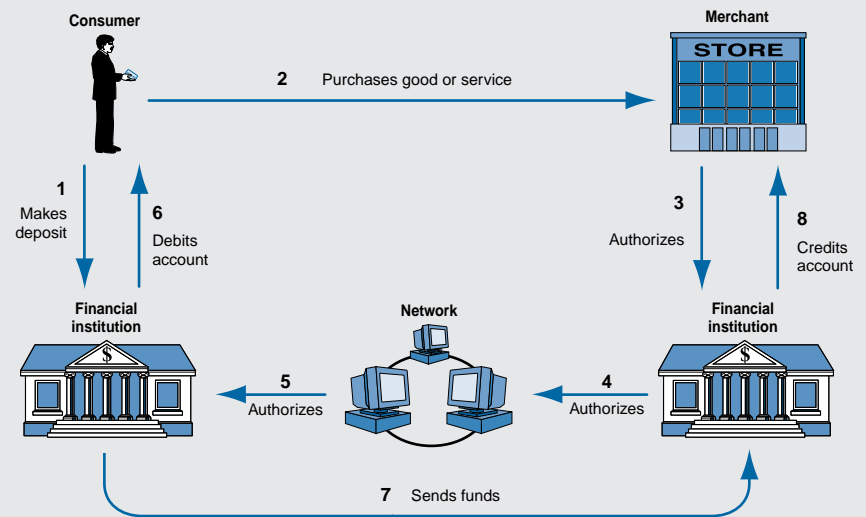 Consumer
Merchant
STORE
2 Purchases good or service
1
Makes
deposit
6
Debits
account
3
Authorizes
8
Credits
account
Financial
institution
$
Network
Financial
institution
$
5
Authorizes
4
Authorizes
7 Sends funds